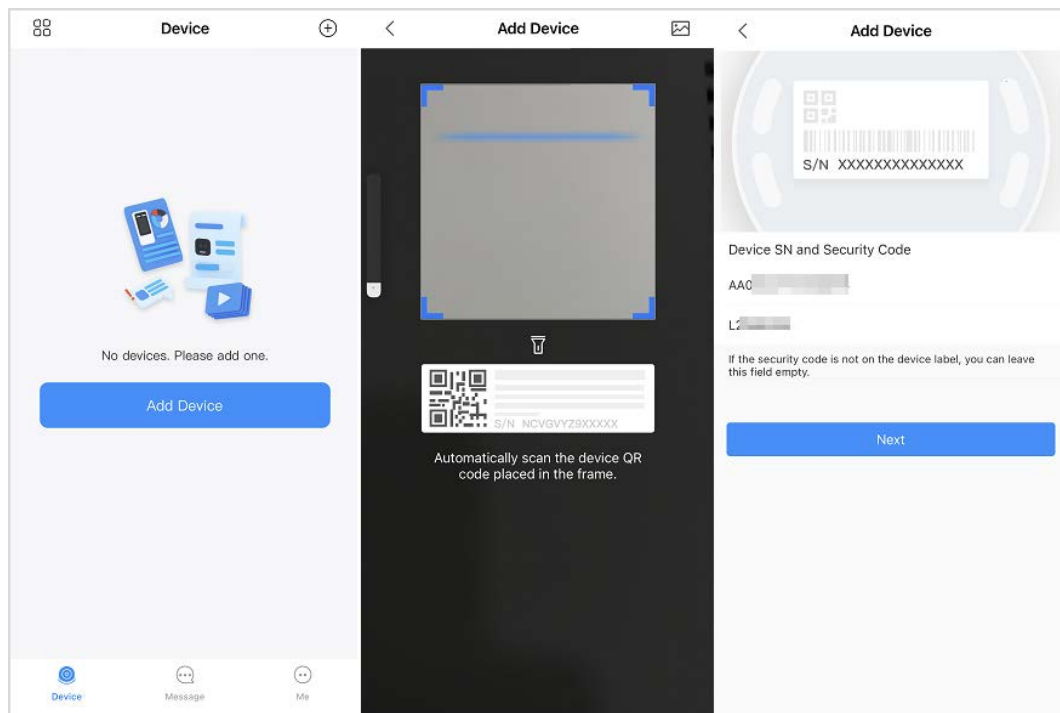 Device
No devices. Please add one.
Add Device
Device
Message
Me
Add Device
S/N NCVGVYZ9XXXXX
Automatically scan the device QR
code placed in the frame.
Add Device
S/N XXXXXXXXXXXXXX
Device SN and Security Code
AA0
L2
If the security code is not on the device label, you can leave
this field empty.
Next